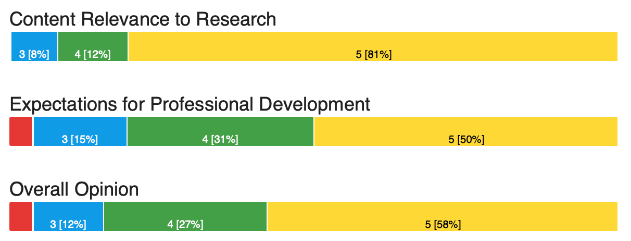 Content Relevance to Research
3 [8%] 4 [12%] 5 [81%]
Expectations for Professional Development
3 [15%] 4 [31%] 5 [50%]
Overall Opinion
3 [12%] 4 [27%] 5 [58%]